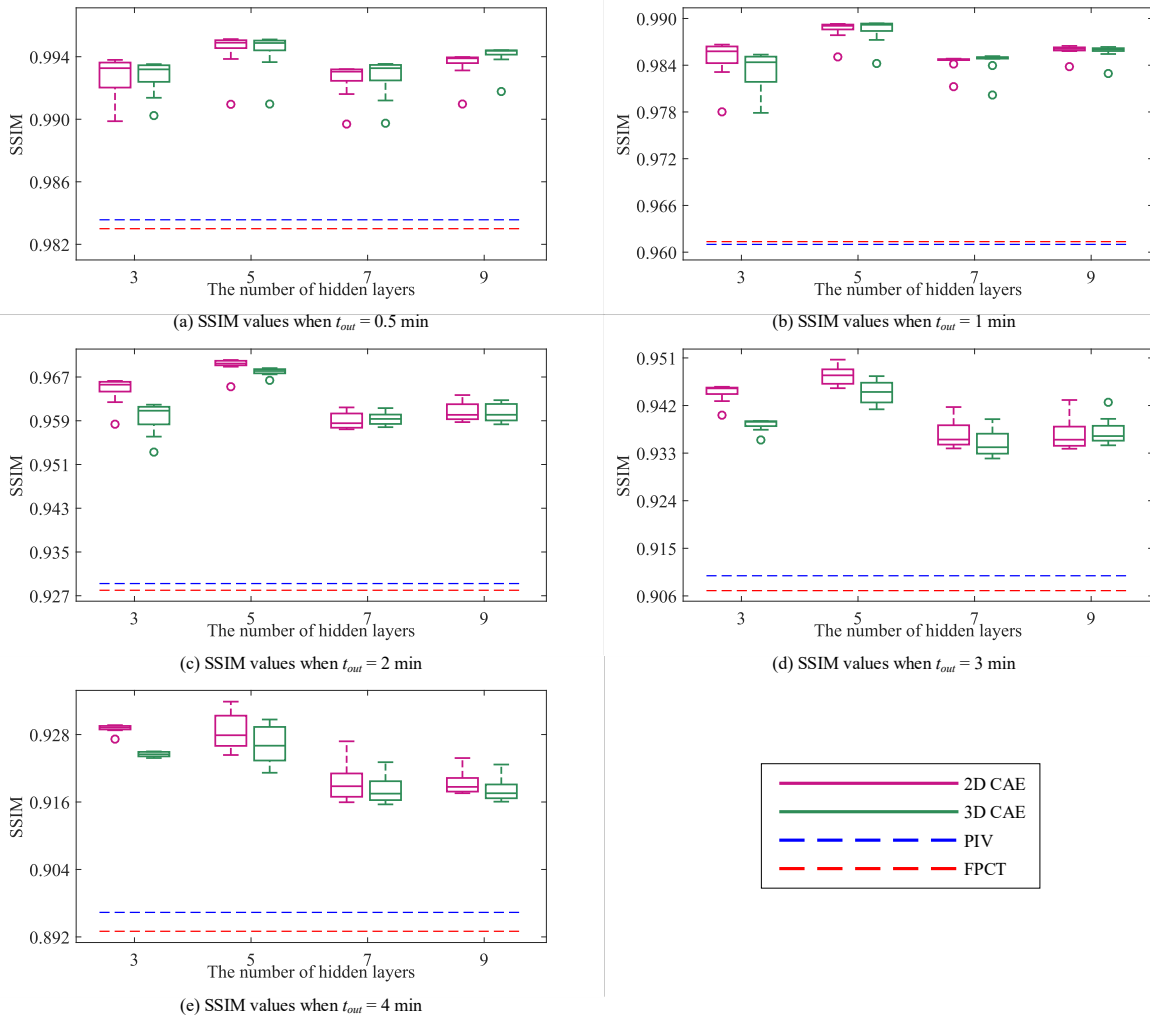 SSIM
0.994
0.990
0.986
0.982
3 5 7 9
The number of hidden layers
(a) SSIM values when t_out = 0.5 min
SSIM
0.990
0.984
0.978
0.972
0.966
0.960
3 5 7 9
The number of hidden layers
(b) SSIM values when t_out = 1 min
SSIM
0.967
0.959
0.951
0.943
0.935
0.927
3 5 7 9
The number of hidden layers
(c) SSIM values when t_out = 2 min
SSIM
0.951
0.942
0.933
0.924
0.915
0.906
3 5 7 9
The number of hidden layers
(d) SSIM values when t_out = 3 min
SSIM
0.928
0.916
0.904
0.892
3 5 7 9
The number of hidden layers
(e) SSIM values when t_out = 4 min
2D CAE
3D CAE
PIV
FPCT